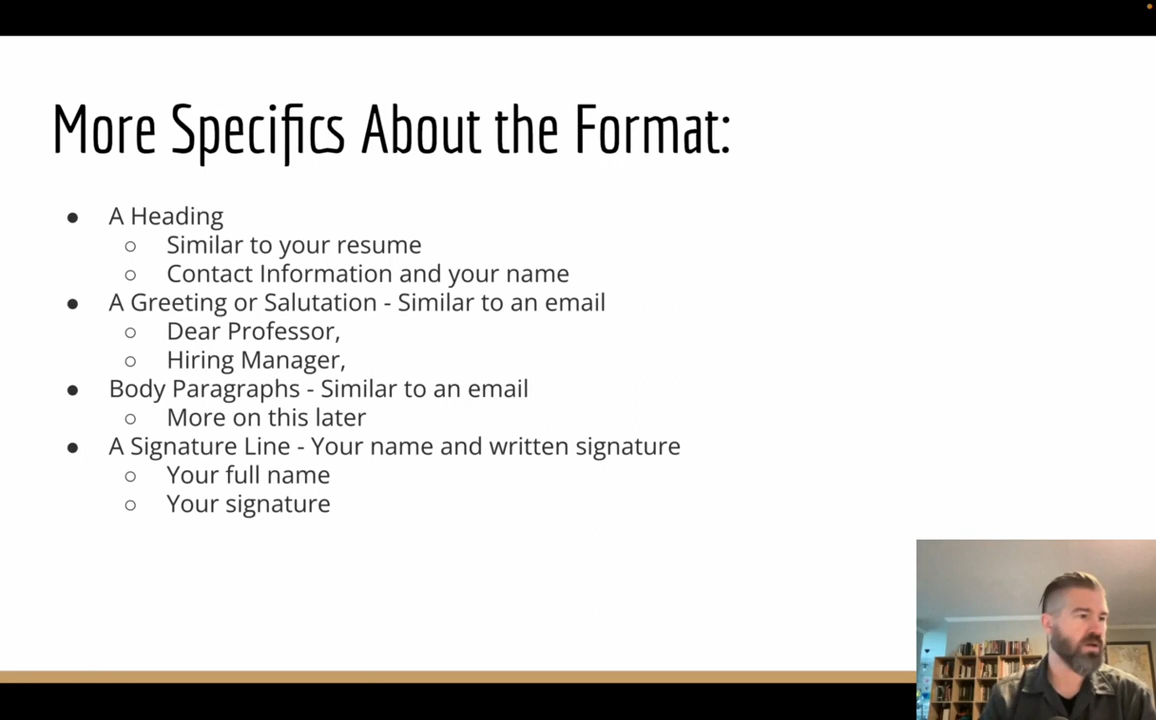 More Specifics About the Format:
● A Heading
○ Similar to your resume
○ Contact Information and your name
● A Greeting or Salutation - Similar to an email
○ Dear Professor,
○ Hiring Manager,
● Body Paragraphs - Similar to an email
○ More on this later
● A Signature Line - Your name and written signature
○ Your full name
○ Your signature